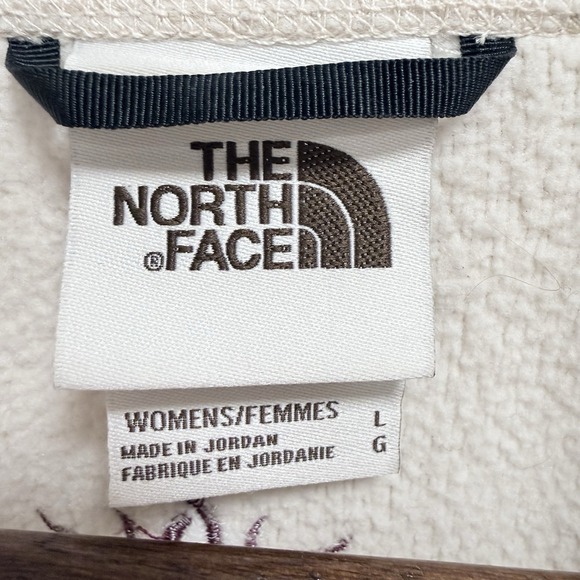 THE
NORTH
®FACE
WOMENS/FEMMES L
MADE IN JORDAN G
FABRIQUE EN JORDANIE